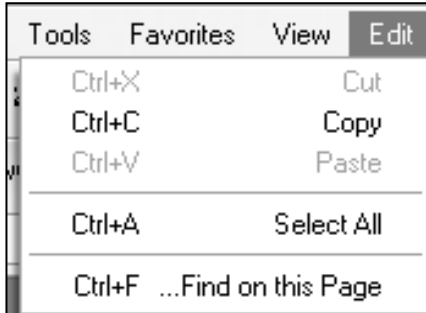 Tools Favorites View Edit
Ctrl+X Cut
Ctrl+C Copy
Ctrl+V Paste
Ctrl+A Select All
Ctrl+F ...Find on this Page